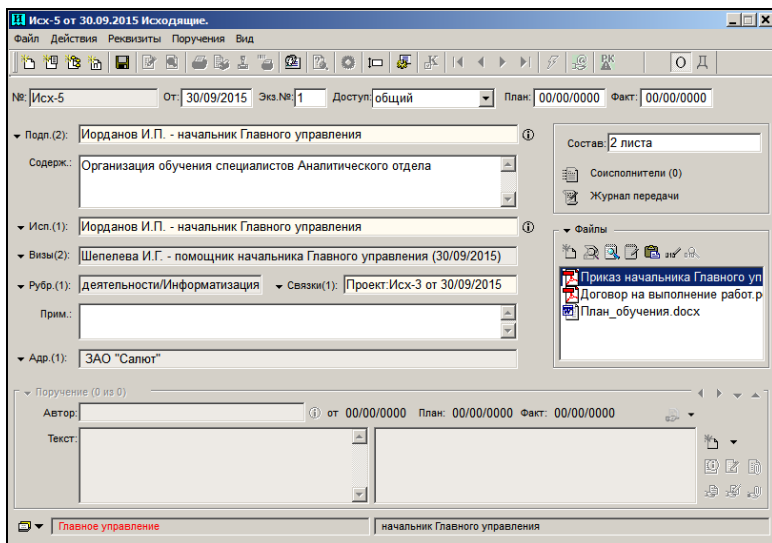 Исх-5 от 30.09.2015 Исходящие.
Файл Действия Реквизиты Поручения Вид
РК О Д
№: Исх-5 От: 30/09/2015 Экз.№: 1 Доступ: общий План: 00/00/0000 Факт: 00/00/0000
Подп.(2): Иорданов И.П. - начальник Главного управления
Состав: 2 листа
Содерж.: Организация обучения специалистов Аналитического отдела
Соисполнители (0)
Журнал передачи
Исп.(1): Иорданов И.П. - начальник Главного управления
Файлы
Визы(2): Шепелева И.Г. - помощник начальника Главного управления (30/09/2015)
Приказ начальника Главного уп
Рубр.(1): деятельности/Информатизация Связки(1): Проект:Исх-3 от 30/09/2015
Договор на выполнение работ.p
План_обучения.docx
Прим.:
Адр.(1): ЗАО "Салют"
Поручение (0 из 0)
Автор: от 00/00/0000 План: 00/00/0000 Факт: 00/00/0000
Текст:
Главное управление начальник Главного управления